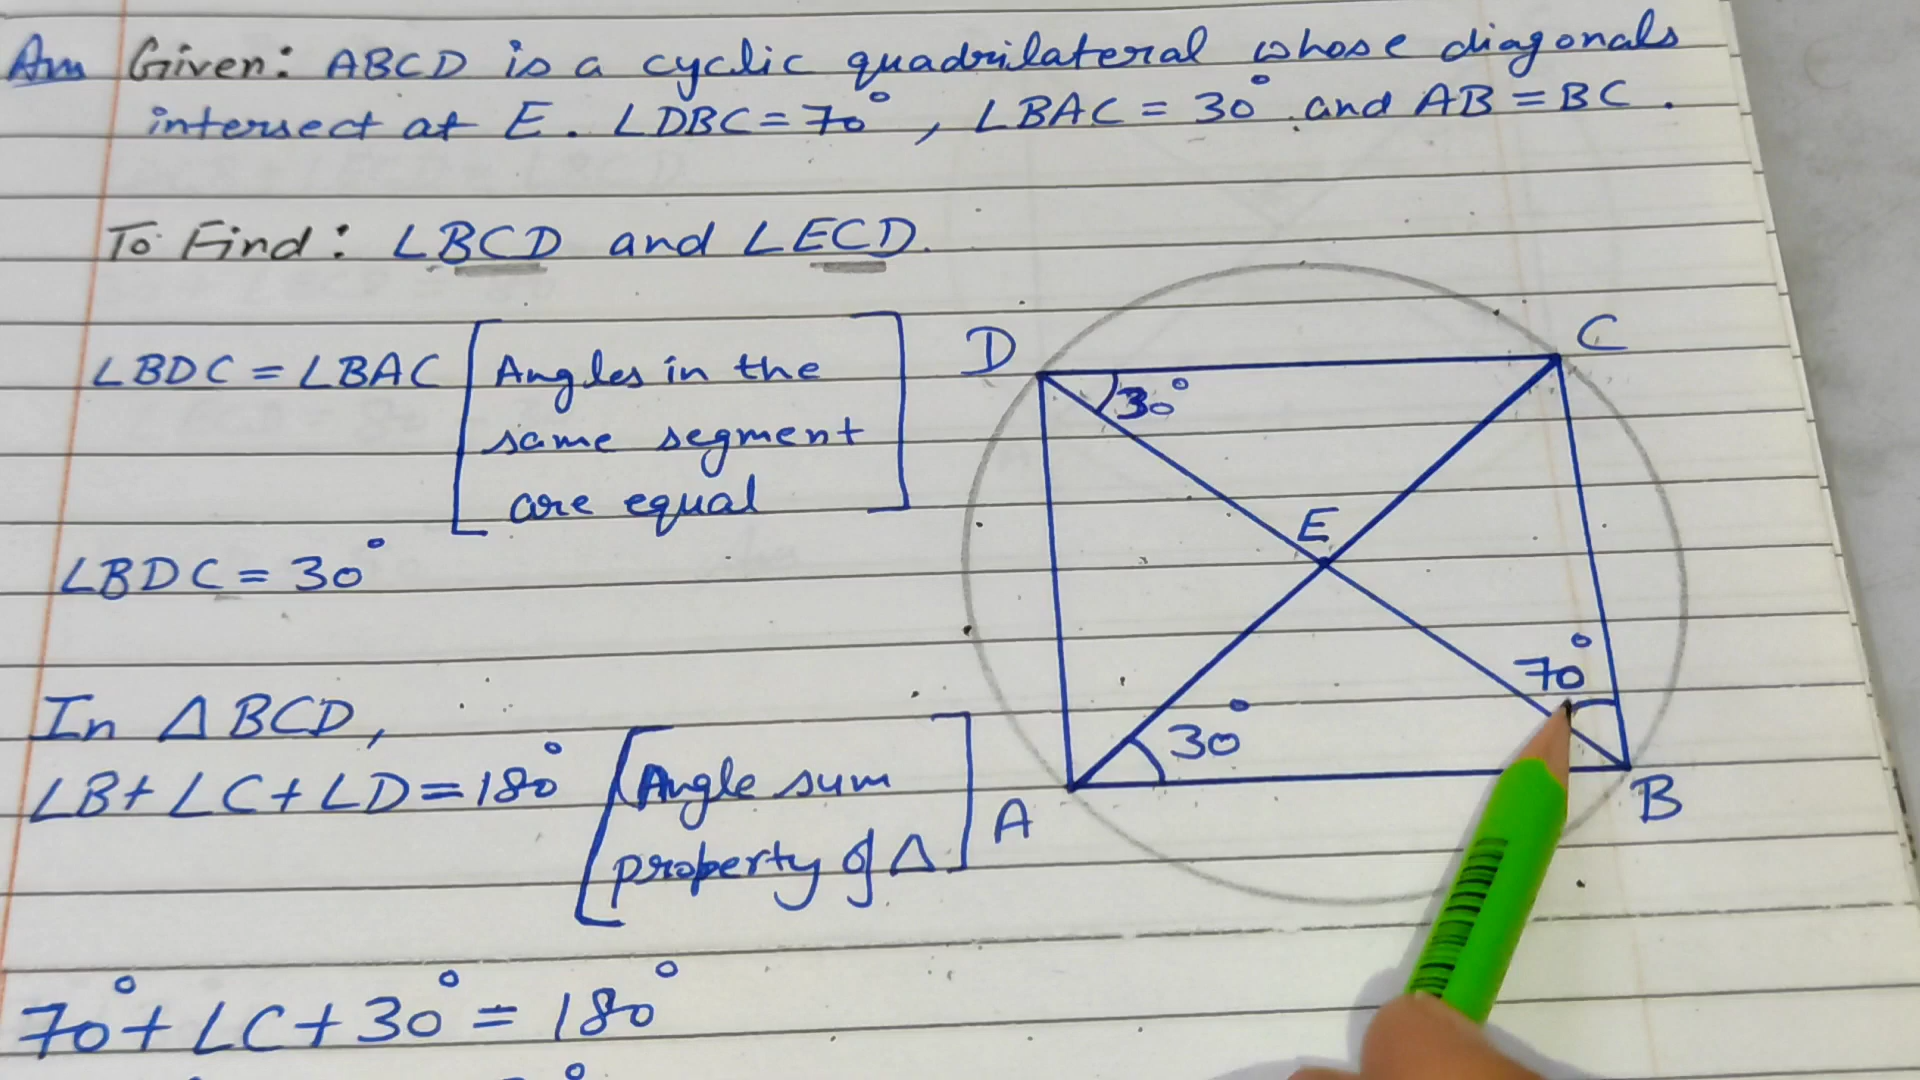 Ans Given: ABCD is a cyclic quadrilateral whose diagonals
intersect at E. ∠DBC = 70°, ∠BAC = 30° and AB = BC.
To Find: ∠BCD and ∠ECD.
∠BDC = ∠BAC [Angles in the
same segment
are equal]
∠BDC = 30°
In △BCD,
∠B + ∠C + ∠D = 180° [Angle sum
property of △]
70° + ∠C + 30° = 180°
D
C
30°
E
70°
30°
A
B